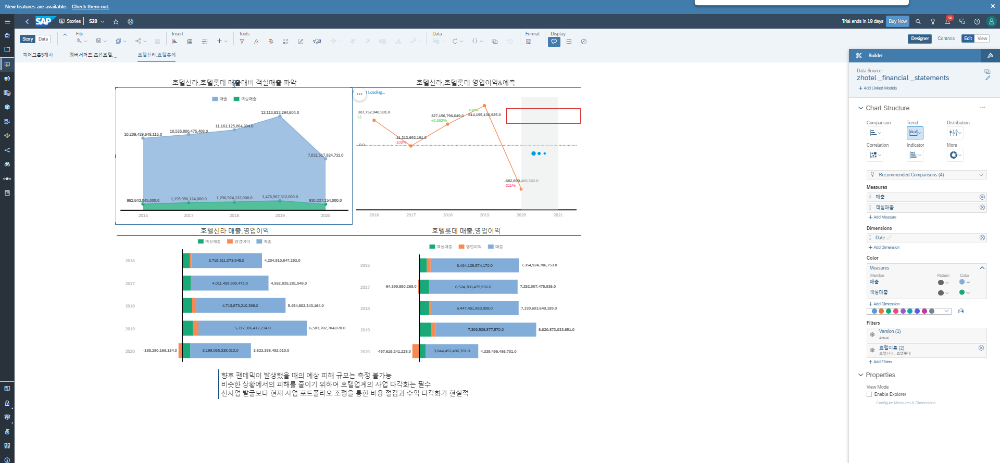 New features are available. Check them out.
SAP Stories S20
Trial ends in 19 days Buy Now 50
Story Data
File
Insert
Tools
Data
Format
Display
Designer Controls Edit View
피어그룹5개사 엠버서더즈,조선호텔,... 호텔신라,호텔롯데
호텔신라,호텔롯데 매출대비 객실매출 파악
매출 객실매출
13,113,813,294,804.0
11,161,125,064,304.0
10,535,800,475,408.0
10,209,439,648,115.0
7,032,517,824,711.0
962,643,045,000.0
1,195,956,124,000.0
1,296,924,132,000.0
1,476,567,312,000.0
930,337,154,000.0
2016 2017 2018 2019 2020
호텔신라,호텔롯데 영업이익&예측
t Loading...
387,752,940,931.0
(-)
-11,313,692,191.0
-103%
327,156,796,049.0
+2,992%
+88%
614,195,130,925.0
0.0
-682,899,409,362.0
-211%
2016 2017 2018 2019 2020 2021
호텔신라 매출,영업이익
객실매출 영업이익 매출
2016 3,715,311,073,945.0 4,204,910,847,293.0
2017 4,011,499,999,472.0 4,552,835,281,549.0
2018 4,713,673,210,396.0 5,454,602,343,164.0
2019 5,717,306,417,234.0 6,583,702,704,078.0
2020 -185,280,168,134.0 3,188,065,338,010.0 3,623,358,492,010.0
호텔롯데 매출,영업이익
객실매출 영업이익 매출
2016 6,494,128,574,170.0 7,354,924,786,753.0
2017 -84,399,850,268.0 6,524,300,475,936.0 7,252,007,475,936.0
2018 6,447,451,853,908.0 7,330,603,649,189.0
2019 7,396,506,877,570.0 8,620,873,033,651.0
2020 -497,619,241,228.0 3,844,452,486,701.0 4,339,496,486,701.0
향후 팬데믹이 발생했을 때의 예상 피해 규모는 측정 불가능
비슷한 상황에서의 피해를 줄이기 위하여 호텔업계의 사업 다각화는 필수
신사업 발굴보다 현재 사업 포트폴리오 조정을 통한 비용 절감과 수익 다각화가 현실적
Builder
Data Source
zhotel _financial _statements
Add Linked Models
Chart Structure
Comparison Trend Distribution
Correlation Indicator More
Recommended Comparisons (4)
Measures
매출
객실매출
Add Measure
Dimensions
Date
Add Dimension
Color
Measures
Member Pattern Color
매출
객실매출
Add Dimension
Filters
Version (1)
Actual
호텔이름 (2)
호텔신라 , 호텔롯데
Add Filters
Properties
View Mode
Enable Explorer
Configure Measures & Dimensions